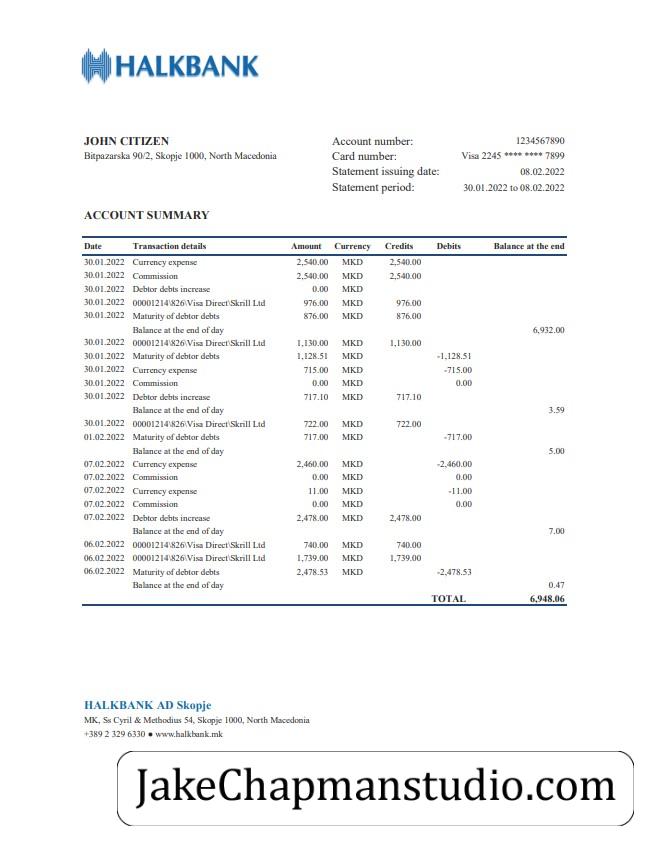 HALKBANK
JOHN CITIZEN
Bitpazarska 90/2, Skopje 1000, North Macedonia
Account number: 1234567890
Card number: Visa 2245 **** **** 7899
Statement issuing date: 08.02.2022
Statement period: 30.01.2022 to 08.02.2022
ACCOUNT SUMMARY
Date Transaction details Amount Currency Credits Debits Balance at the end
30.01.2022 Currency expense 2,540.00 MKD 2,540.00
30.01.2022 Commission 2,540.00 MKD 2,540.00
30.01.2022 Debtor debts increase 0.00 MKD
30.01.2022 00001214\826\Visa Direct\Skrill Ltd 976.00 MKD 976.00
30.01.2022 Maturity of debtor debts 876.00 MKD 876.00
Balance at the end of day 6,932.00
30.01.2022 00001214\826\Visa Direct\Skrill Ltd 1,130.00 MKD 1,130.00
30.01.2022 Maturity of debtor debts 1,128.51 MKD -1,128.51
30.01.2022 Currency expense 715.00 MKD -715.00
30.01.2022 Commission 0.00 MKD 0.00
30.01.2022 Debtor debts increase 717.10 MKD 717.10
Balance at the end of day 3.59
30.01.2022 00001214\826\Visa Direct\Skrill Ltd 722.00 MKD 722.00
01.02.2022 Maturity of debtor debts 717.00 MKD -717.00
Balance at the end of day 5.00
07.02.2022 Currency expense 2,460.00 MKD -2,460.00
07.02.2022 Commission 0.00 MKD 0.00
07.02.2022 Currency expense 11.00 MKD -11.00
07.02.2022 Commission 0.00 MKD 0.00
07.02.2022 Debtor debts increase 2,478.00 MKD 2,478.00
Balance at the end of day 7.00
06.02.2022 00001214\826\Visa Direct\Skrill Ltd 740.00 MKD 740.00
06.02.2022 00001214\826\Visa Direct\Skrill Ltd 1,739.00 MKD 1,739.00
06.02.2022 Maturity of debtor debts 2,478.53 MKD -2,478.53
Balance at the end of day 0.47
TOTAL 6,948.06
HALKBANK AD Skopje
MK, Ss Cyril & Methodius 54, Skopje 1000, North Macedonia
+389 2 329 6330 ● www.halkbank.mk
JakeChapmanstudio.com